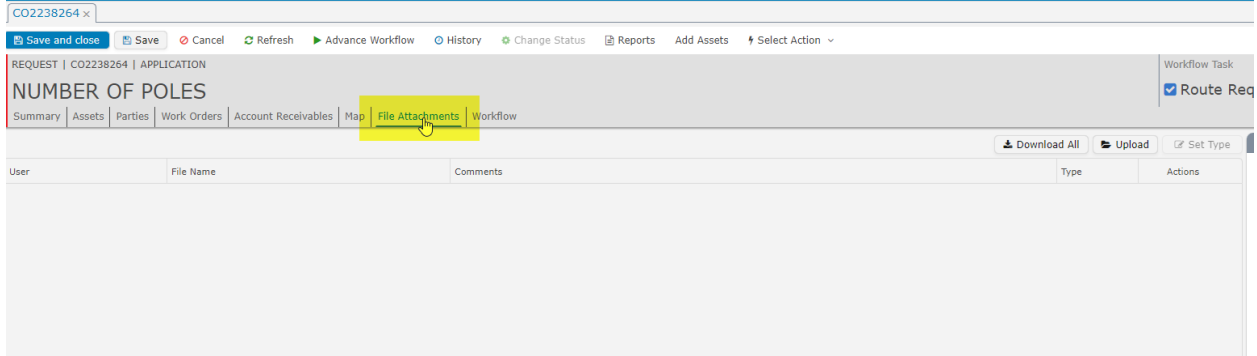 CO2238264 ×
Save and close Save Cancel Refresh Advance Workflow History Change Status Reports Add Assets Select Action
REQUEST | CO2238264 | APPLICATION Workflow Task
NUMBER OF POLES Route Req
Summary Assets Parties Work Orders Account Receivables Map File Attachments Workflow
Download All Upload Set Type
User File Name Comments Type Actions